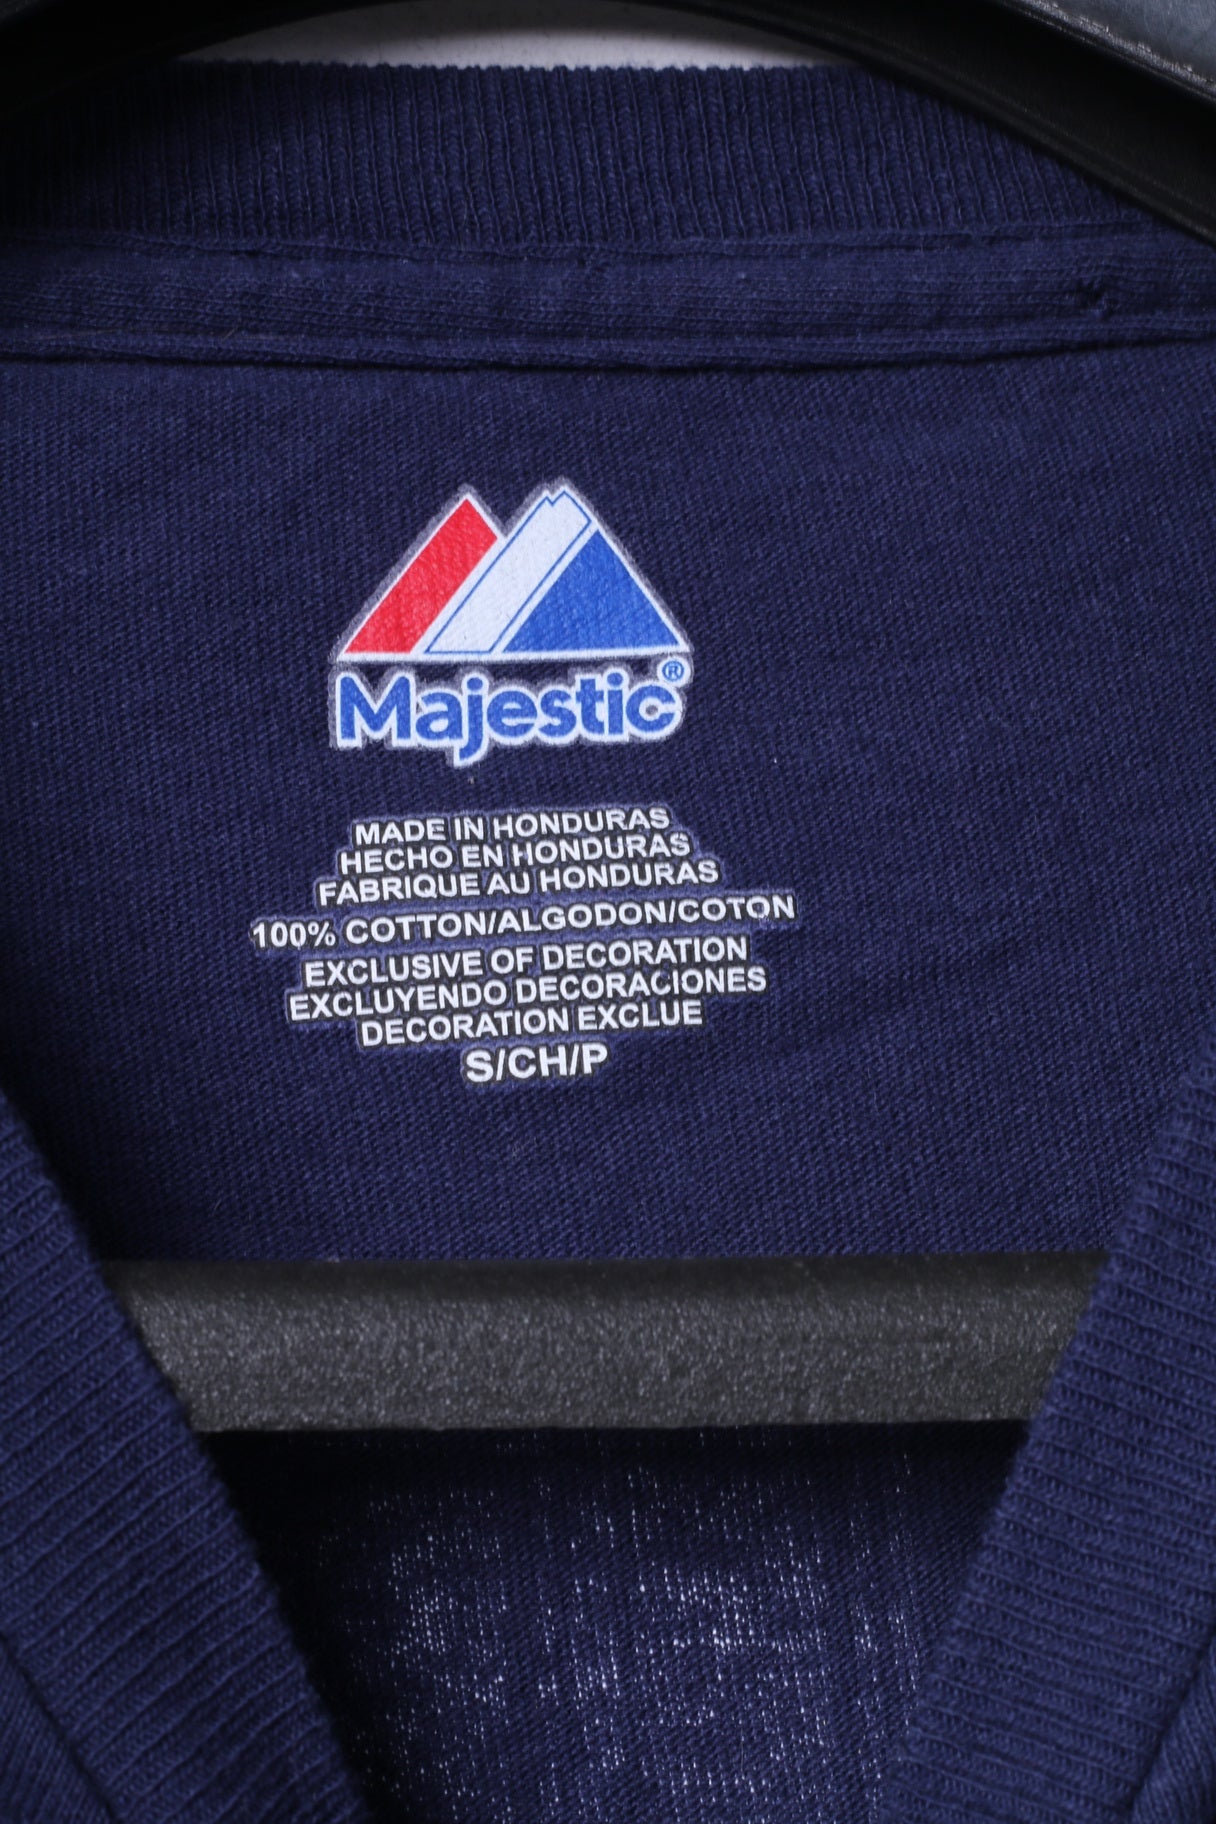 Majestic®
MADE IN HONDURAS
HECHO EN HONDURAS
FABRIQUE AU HONDURAS
100% COTTON/ALGODON/COTON
EXCLUSIVE OF DECORATION
EXCLUYENDO DECORACIONES
DECORATION EXCLUE
S/CH/P